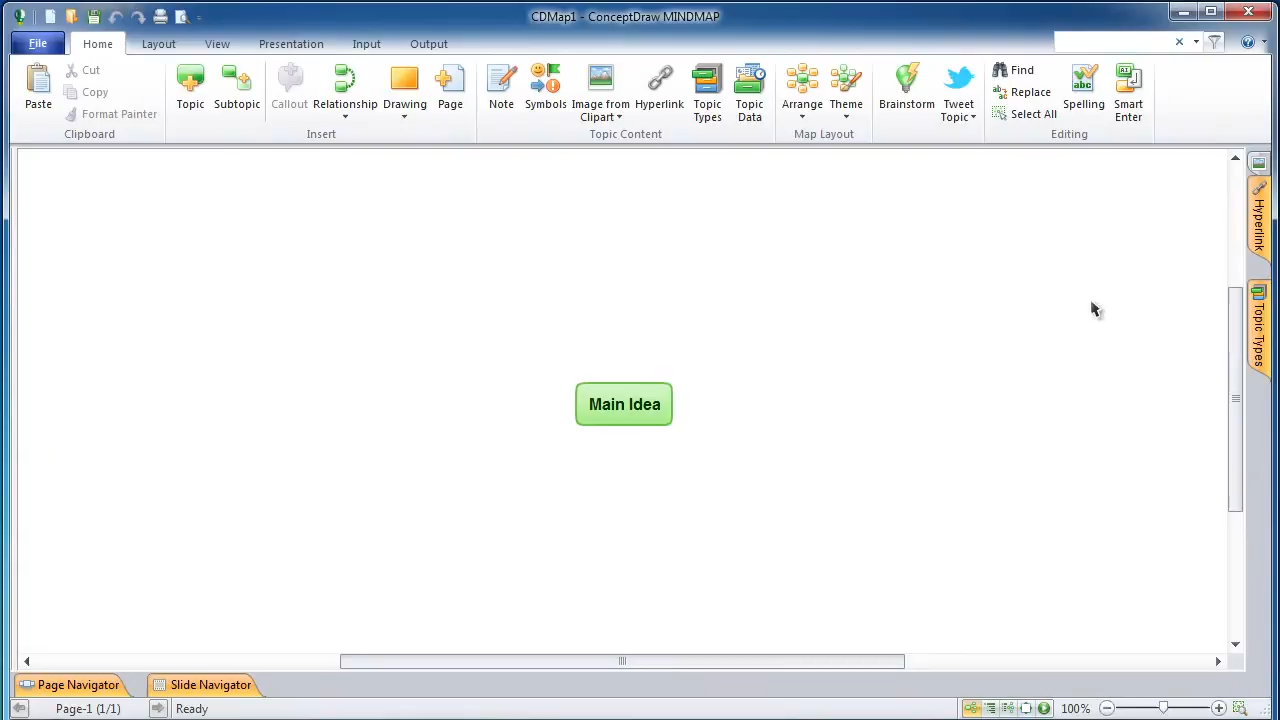 CDMap1 - ConceptDraw MINDMAP
File Home Layout View Presentation Input Output
Paste
Cut
Copy
Format Painter
Clipboard
Topic Subtopic Callout Relationship Drawing Page
Insert
Note Symbols Image from Clipart Hyperlink Topic Types Topic Data
Topic Content
Arrange Theme
Map Layout
Brainstorm Tweet Topic
Find
Replace
Select All
Spelling Smart Enter
Editing
Main Idea
Hyperlink
Topic Types
Page Navigator Slide Navigator
Page-1 (1/1) Ready 100%